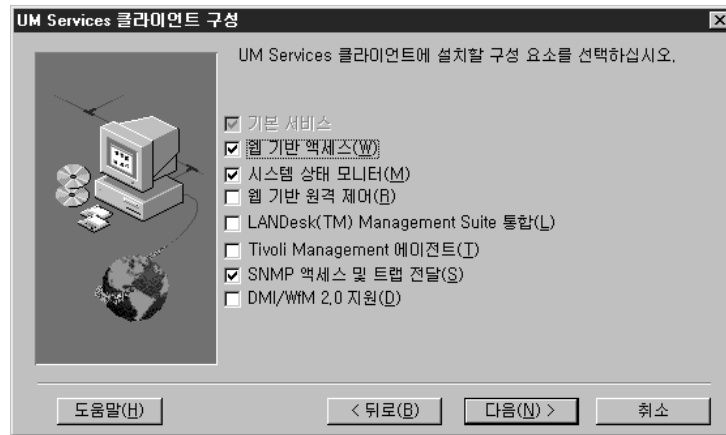 UM Services 클라이언트 구성
UM Services 클라이언트에 설치할 구성 요소를 선택하십시오.
기본 서비스
웹 기반 액세스(W)
시스템 상태 모니터(M)
웹 기반 원격 제어(R)
LANDesk(TM) Management Suite 통합(L)
Tivoli Management 에이전트(T)
SNMP 액세스 및 트랩 전달(S)
DMI/WfM 2.0 지원(D)
도움말(H)
< 뒤로(B)
다음(N) >
취소